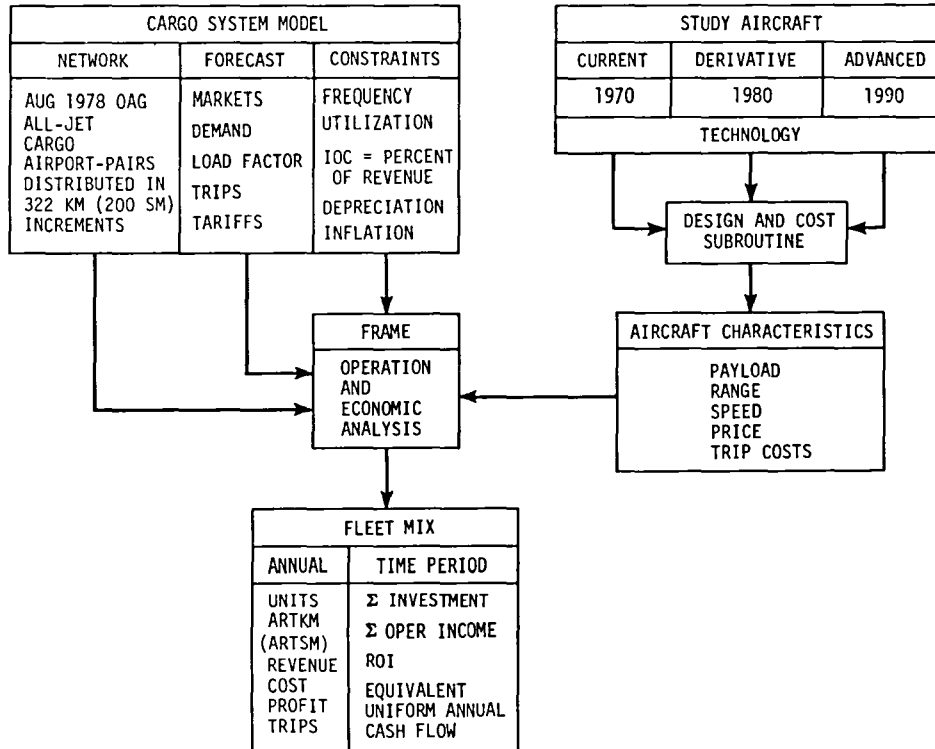 CARGO SYSTEM MODEL
NETWORK
AUG 1978 OAG
ALL-JET
CARGO
AIRPORT-PAIRS
DISTRIBUTED IN
322 KM (200 SM)
INCREMENTS
FORECAST
MARKETS
DEMAND
LOAD FACTOR
TRIPS
TARIFFS
CONSTRAINTS
FREQUENCY
UTILIZATION
IOC = PERCENT
OF REVENUE
DEPRECIATION
INFLATION
STUDY AIRCRAFT
CURRENT
DERIVATIVE
ADVANCED
1970
1980
1990
TECHNOLOGY
DESIGN AND COST
SUBROUTINE
AIRCRAFT CHARACTERISTICS
PAYLOAD
RANGE
SPEED
PRICE
TRIP COSTS
FRAME
OPERATION
AND
ECONOMIC
ANALYSIS
FLEET MIX
ANNUAL
UNITS
ARTKM
(ARTSM)
REVENUE
COST
PROFIT
TRIPS
TIME PERIOD
Σ INVESTMENT
Σ OPER INCOME
ROI
EQUIVALENT
UNIFORM ANNUAL
CASH FLOW